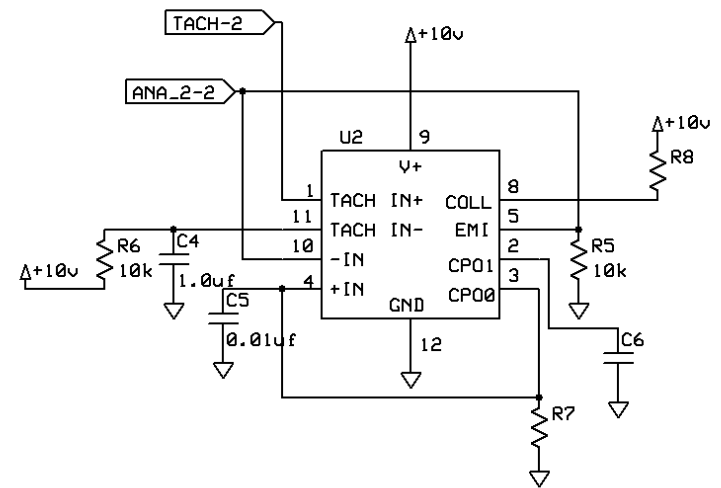 TACH-2
+10v
ANA_2-2
U2
9
+10v
V+
R8
1
TACH IN+
COLL
8
11
TACH IN-
EMI
5
R6
C4
10
-IN
2
R5
+10v
10k
CPO1
10k
1.0uf
4
+IN
3
C5
CPO0
GND
0.01uf
12
C6
R7